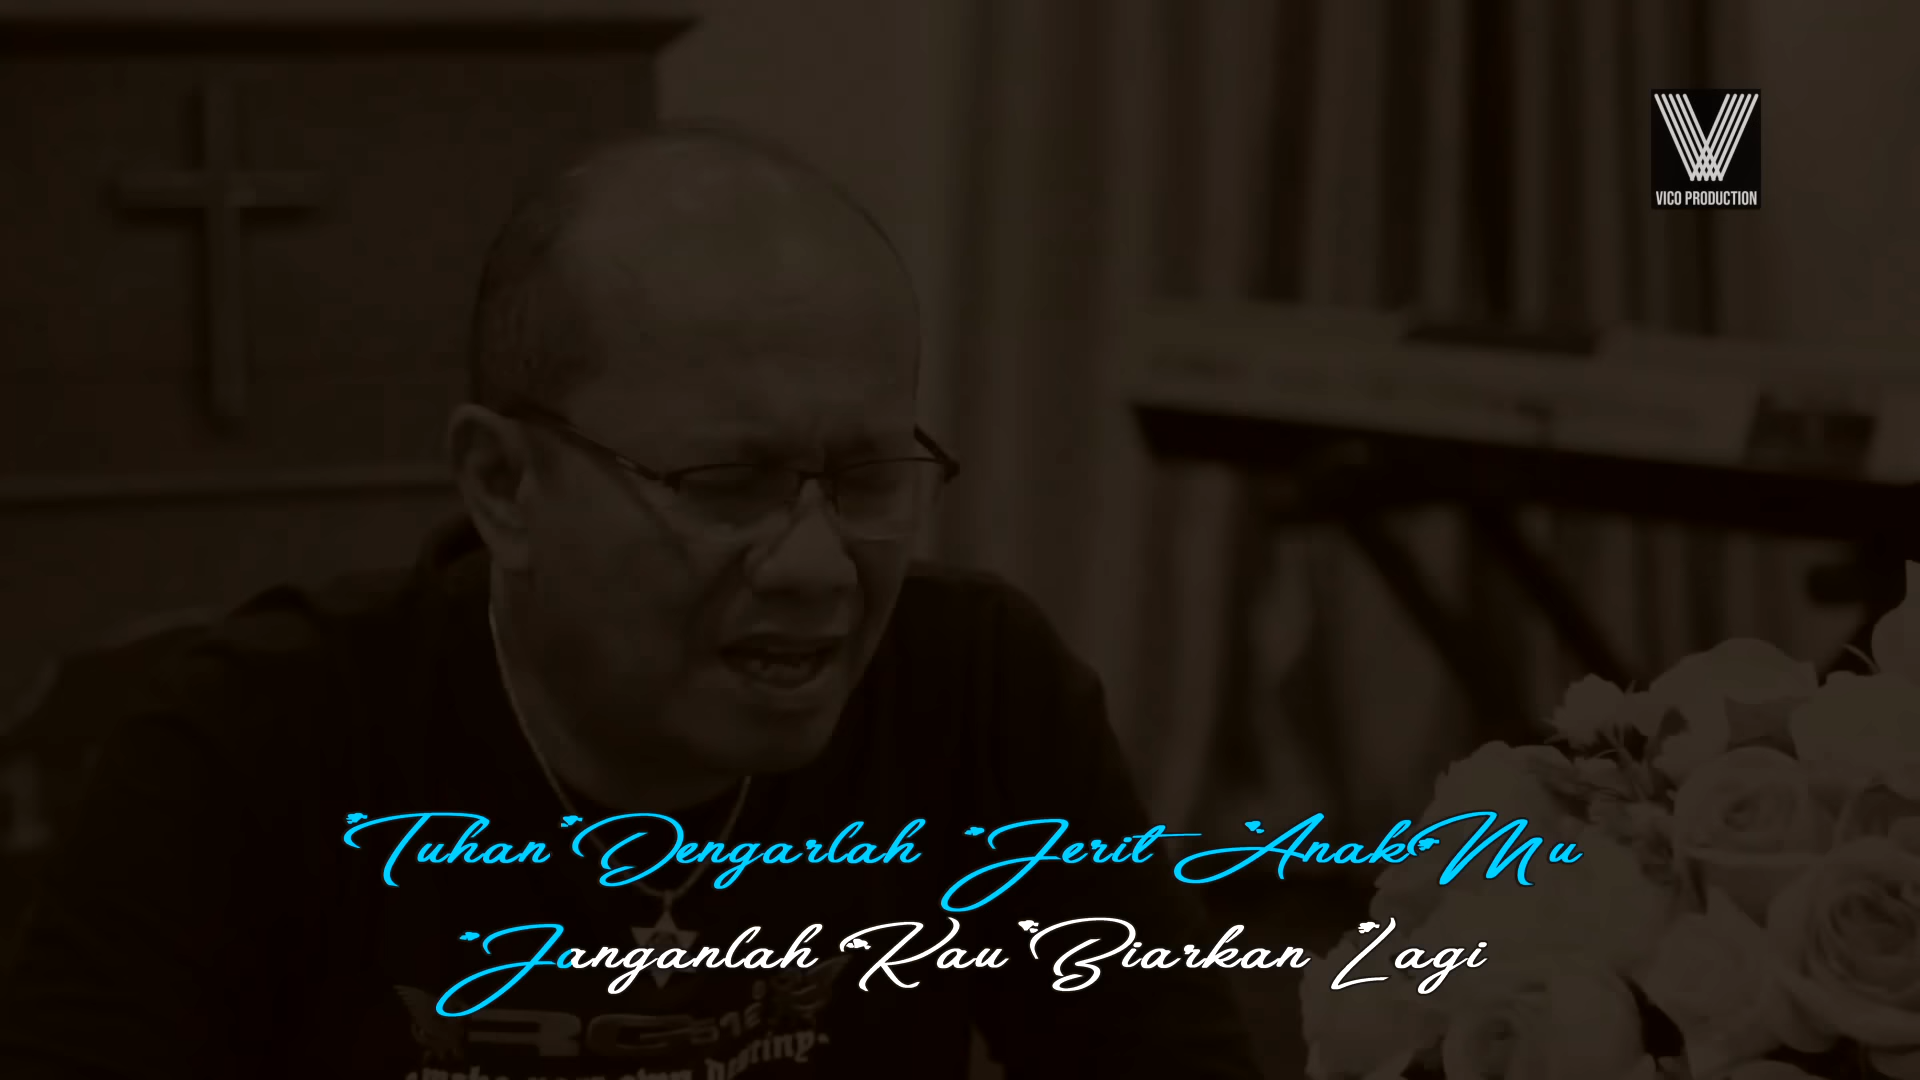 VICO PRODUCTION
Tuhan Dengarlah Jerit AnakMu
Janganlah Kau Biarkan Lagi